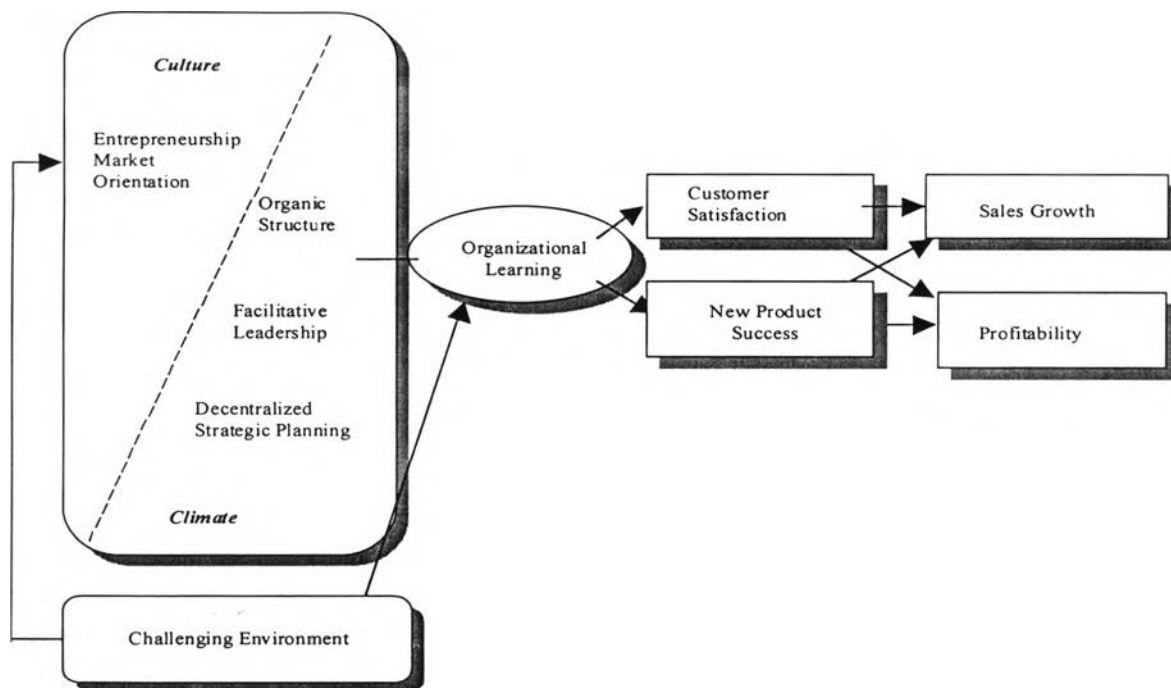 Culture
Entrepreneurship
Market
Orientation
Organic
Structure
Facilitative
Leadership
Decentralized
Strategic Planning
Climate
Challenging Environment
Organizational
Learning
Customer
Satisfaction
New Product
Success
Sales Growth
Profitability